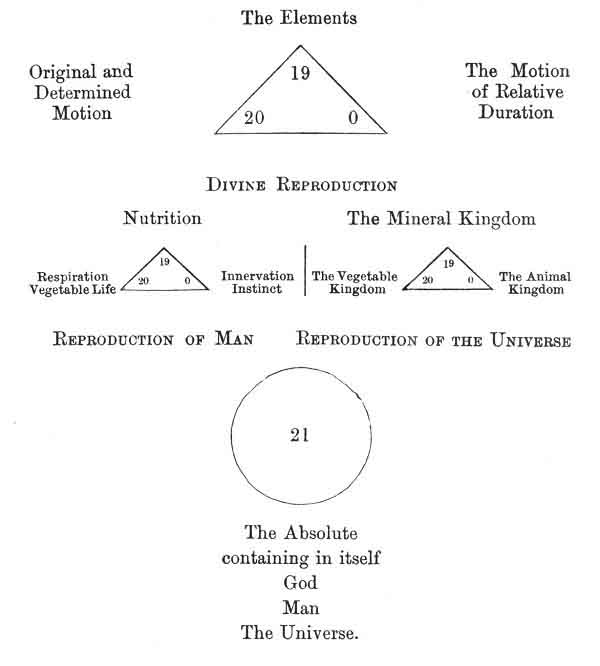 The Elements
Original and
Determined
Motion
19
20
0
The Motion
of Relative
Duration
DIVINE REPRODUCTION
Nutrition
Respiration
Vegetable Life
19
20
0
Innervation
Instinct
The Mineral Kingdom
The Vegetable
Kingdom
19
20
0
The Animal
Kingdom
REPRODUCTION OF MAN
REPRODUCTION OF THE UNIVERSE
21
The Absolute
containing in itself
God
Man
The Universe.